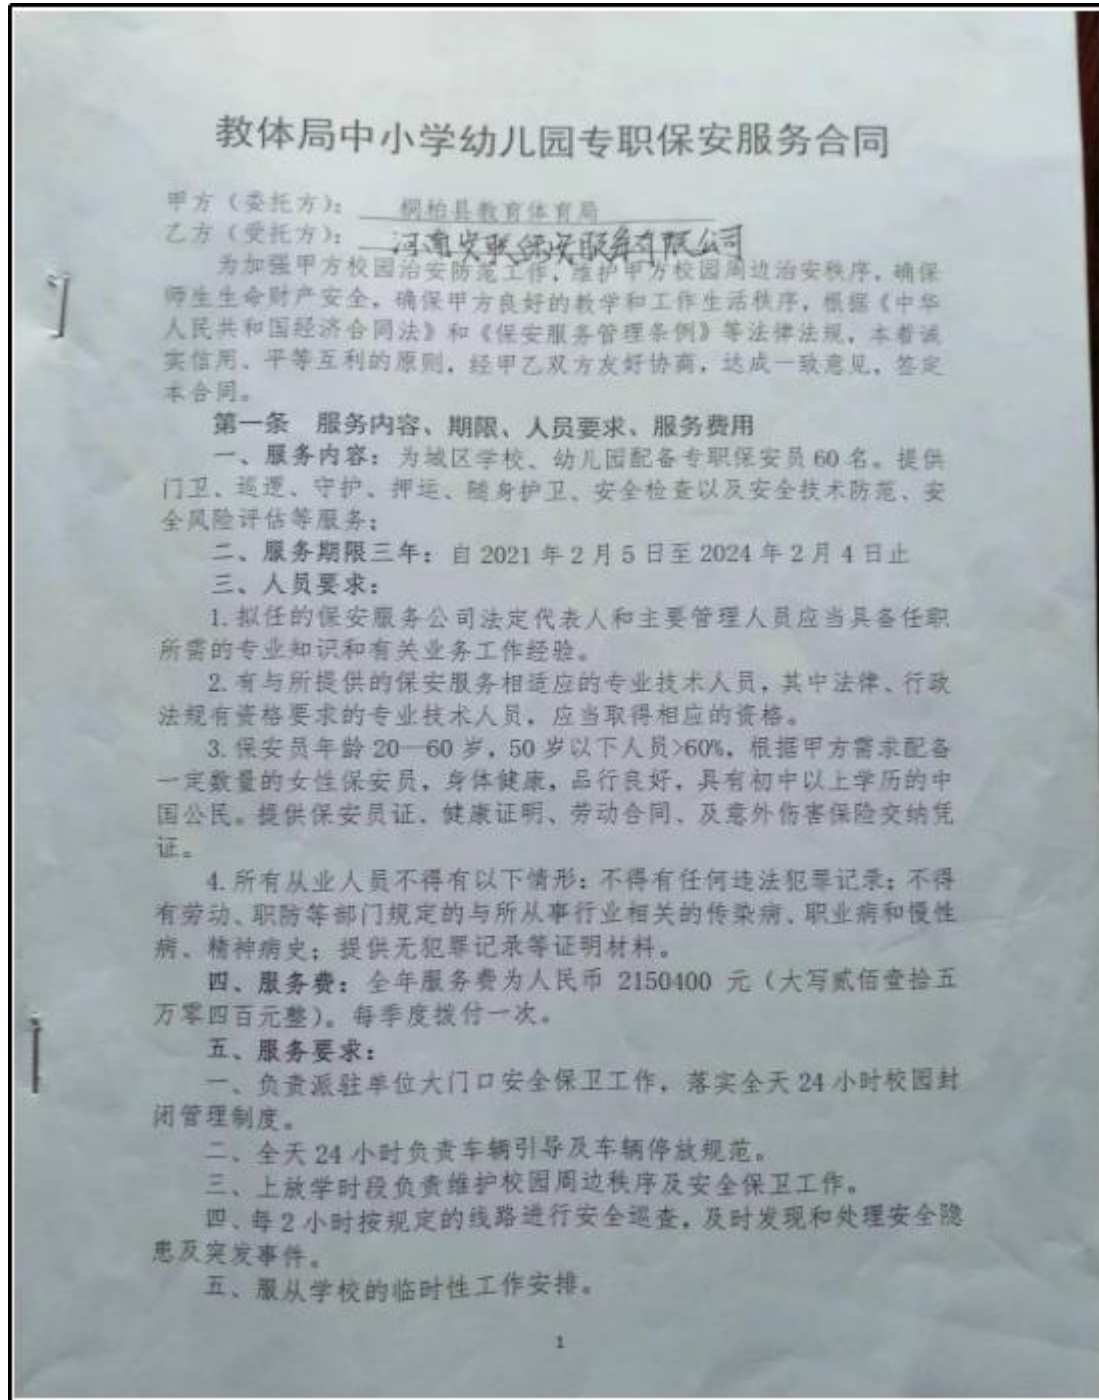 教体局中小学幼儿园专职保安服务合同
甲方（委托方）： 桐柏县教育体育局
乙方（受托方）： 河南安联保安服务有限公司
为加强甲方校园治安防范工作，维护甲方校园周边治安秩序，确保
师生生命财产安全，确保甲方良好的教学和工作生活秩序，根据《中华
人民共和国经济合同法》和《保安服务管理条例》等法律法规，本着诚
实信用、平等互利的原则，经甲乙双方友好协商，达成一致意见，签定
本合同。
第一条 服务内容、期限、人员要求、服务费用
一、服务内容：为城区学校、幼儿园配备专职保安员60名。提供
门卫、巡逻、守护、押运、随身护卫、安全检查以及安全技术防范、安
全风险评估等服务；
二、服务期限三年：自2021年2月5日至2024年2月4日止
三、人员要求：
1.拟任的保安服务公司法定代表人和主要管理人员应当具备任职
所需的专业知识和有关业务工作经验。
2.有与所提供的保安服务相适应的专业技术人员，其中法律、行政
法规有资格要求的专业技术人员，应当取得相应的资格。
3.保安员年龄20—60岁，50岁以下人员>60%，根据甲方需求配备
一定数量的女性保安员，身体健康，品行良好，具有初中以上学历的中
国公民。提供保安员证、健康证明、劳动合同、及意外伤害保险交纳凭
证。
4.所有从业人员不得有以下情形：不得有任何违法犯罪记录；不得
有劳动、职防等部门规定的与所从事行业相关的传染病、职业病和慢性
病、精神病史；提供无犯罪记录等证明材料。
四、服务费：全年服务费为人民币 2150400 元（大写贰佰壹拾五
万零四百元整）。每季度拨付一次。
五、服务要求：
一、负责派驻单位大门口安全保卫工作，落实全天24小时校园封
闭管理制度。
二、全天24小时负责车辆引导及车辆停放规范。
三、上放学时段负责维护校园周边秩序及安全保卫工作。
四、每2小时按规定的线路进行安全巡查，及时发现和处理安全隐
患及突发事件。
五、服从学校的临时性工作安排。
1